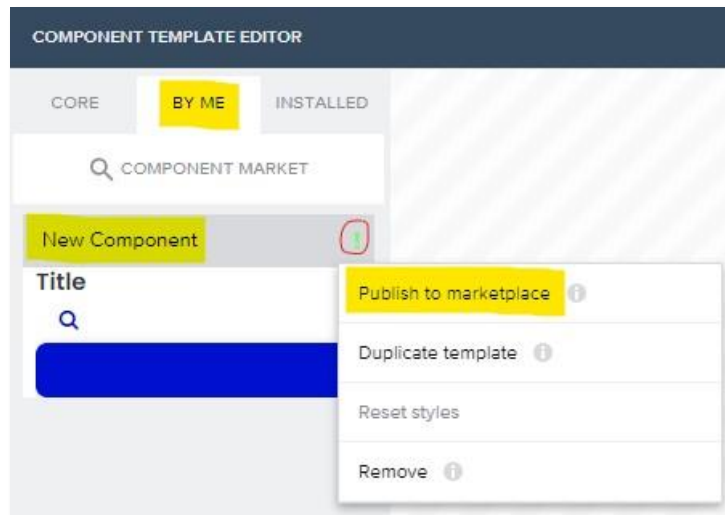 COMPONENT TEMPLATE EDITOR
CORE BY ME INSTALLED
COMPONENT MARKET
New Component
Title
Publish to marketplace
Duplicate template
Reset styles
Remove